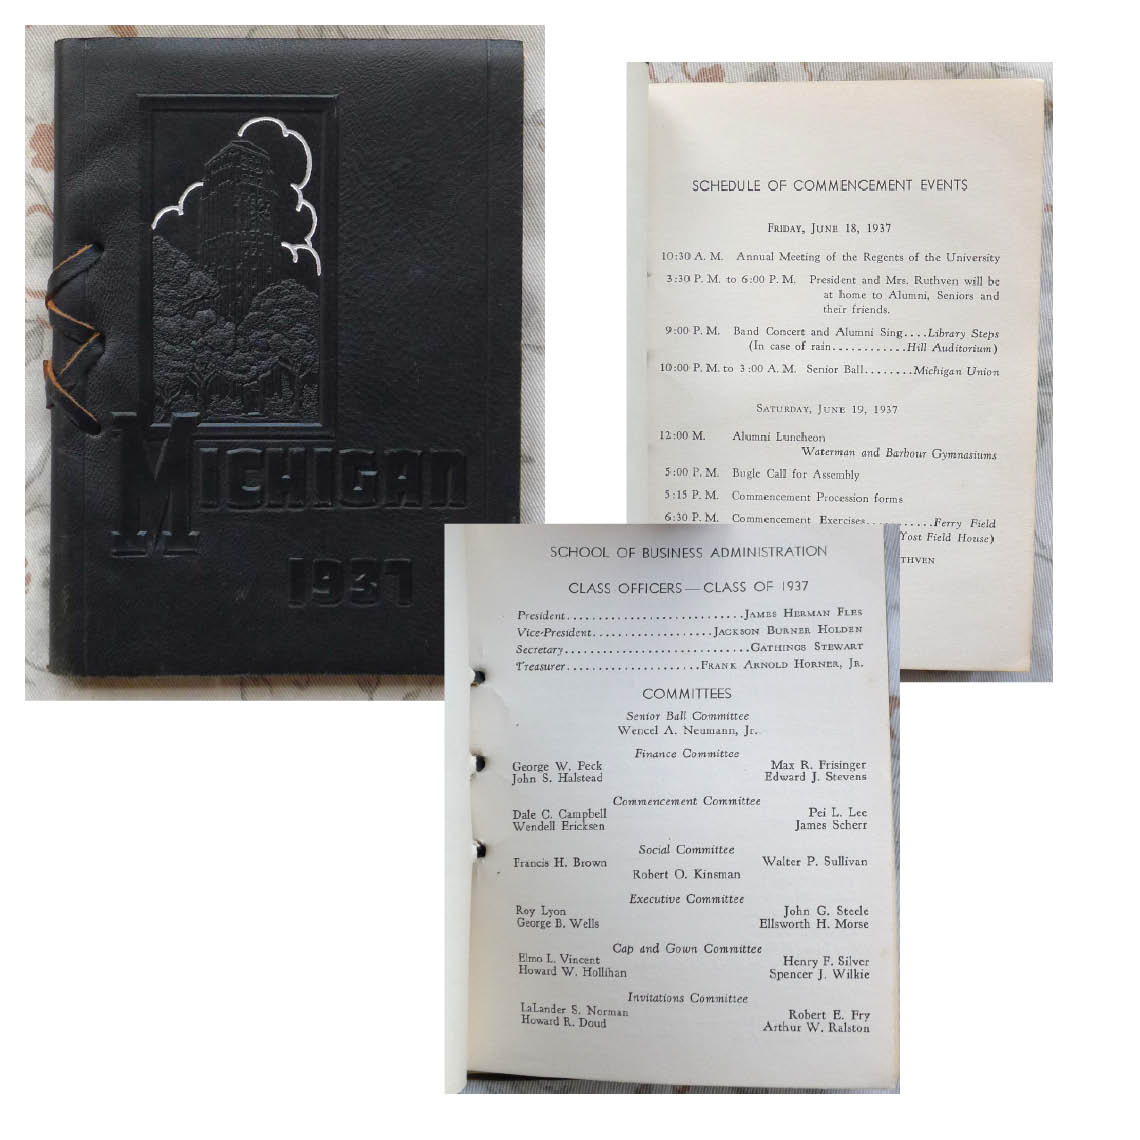 MICHIGAN
1937
SCHEDULE OF COMMENCEMENT EVENTS
FRIDAY, JUNE 18, 1937
10:30 A. M. Annual Meeting of the Regents of the University
3:30 P. M. to 6:00 P. M. President and Mrs. Ruthven will be
at home to Alumni, Seniors and
their friends.
9:00 P. M. Band Concert and Alumni Sing....Library Steps
(In case of rain............Hill Auditorium)
10:00 P. M. to 3:00 A. M. Senior Ball........Michigan Union
SATURDAY, JUNE 19, 1937
12:00 M. Alumni Luncheon
Waterman and Barbour Gymnasiums
5:00 P. M. Bugle Call for Assembly
5:15 P. M. Commencement Procession forms
6:30 P. M. Commencement Exercises..........Ferry Field
Yost Field House)
THVEN
SCHOOL OF BUSINESS ADMINISTRATION
CLASS OFFICERS—CLASS OF 1937
President............................JAMES HERMAN FLES
Vice-President...................JACKSON BURNER HOLDEN
Secretary.............................GATHINGS STEWART
Treasurer.....................FRANK ARNOLD HORNER, JR.
COMMITTEES
Senior Ball Committee
Wencel A. Neumann, Jr.
Finance Committee
George W. Peck Max R. Frisinger
John S. Halstead Edward J. Stevens
Commencement Committee
Dale C. Campbell Pei L. Lee
Wendell Ericksen James Scherr
Social Committee
Francis H. Brown Walter P. Sullivan
Robert O. Kinsman
Executive Committee
Roy Lyon John G. Steele
George B. Wells Ellsworth H. Morse
Cap and Gown Committee
Elmo L. Vincent Henry F. Silver
Howard W. Hollihan Spencer J. Wilkie
Invitations Committee
LaLander S. Norman Robert E. Fry
Howard R. Doud Arthur W. Ralston